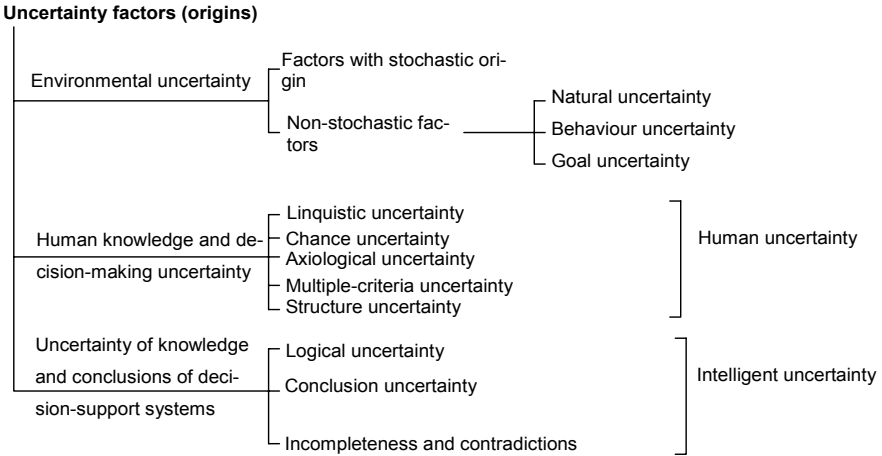 Uncertainty factors (origins)
Environmental uncertainty
Factors with stochastic ori-
gin
Non-stochastic fac-
tors
Natural uncertainty
Behaviour uncertainty
Goal uncertainty
Human knowledge and de-
cision-making uncertainty
Linquistic uncertainty
Chance uncertainty
Axiological uncertainty
Multiple-criteria uncertainty
Structure uncertainty
Human uncertainty
Uncertainty of knowledge
and conclusions of deci-
sion-support systems
Logical uncertainty
Conclusion uncertainty
Incompleteness and contradictions
Intelligent uncertainty